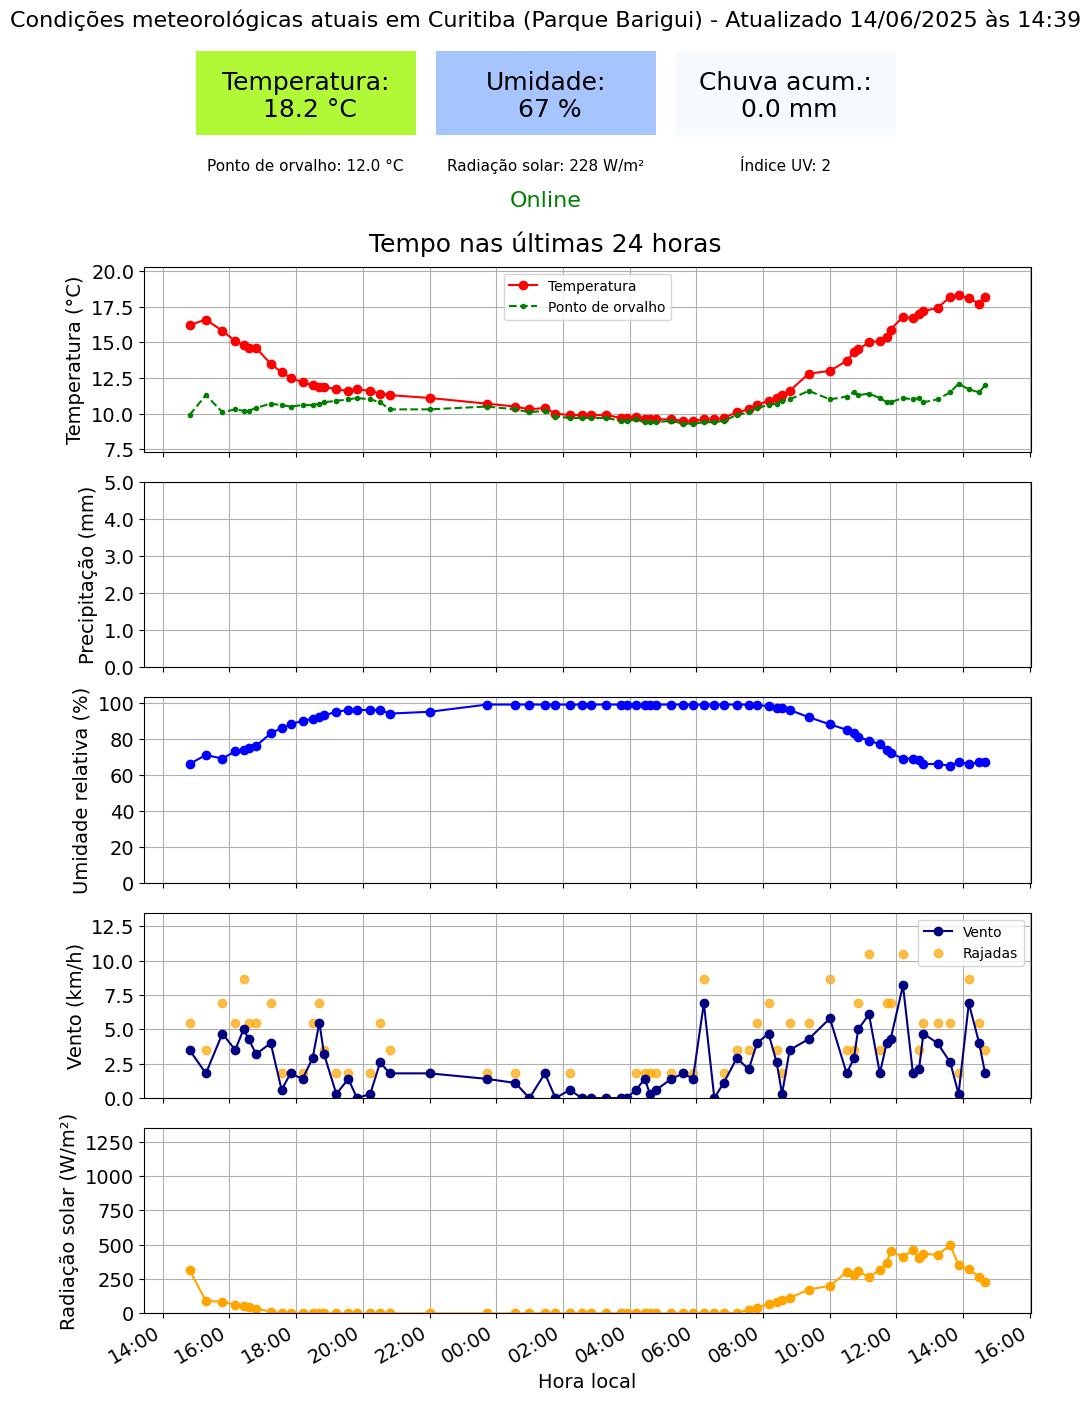 Condições meteorológicas atuais em Curitiba (Parque Barigui) - Atualizado 14/06/2025 às 14:39
Temperatura:
18.2 °C
Umidade:
67 %
Chuva acum.:
0.0 mm
Ponto de orvalho: 12.0 °C
Radiação solar: 228 W/m²
Índice UV: 2
Online
Tempo nas últimas 24 horas
Temperatura (°C)
20.0
17.5
15.0
12.5
10.0
7.5
Temperatura
Ponto de orvalho
Precipitação (mm)
5.0
4.0
3.0
2.0
1.0
0.0
Umidade relativa (%)
100
80
60
40
20
0
Vento (km/h)
12.5
10.0
7.5
5.0
2.5
0.0
Vento
Rajadas
Radiação solar (W/m²)
1250
1000
750
500
250
0
14:00
16:00
18:00
20:00
22:00
00:00
02:00
04:00
06:00
08:00
10:00
12:00
14:00
16:00
Hora local